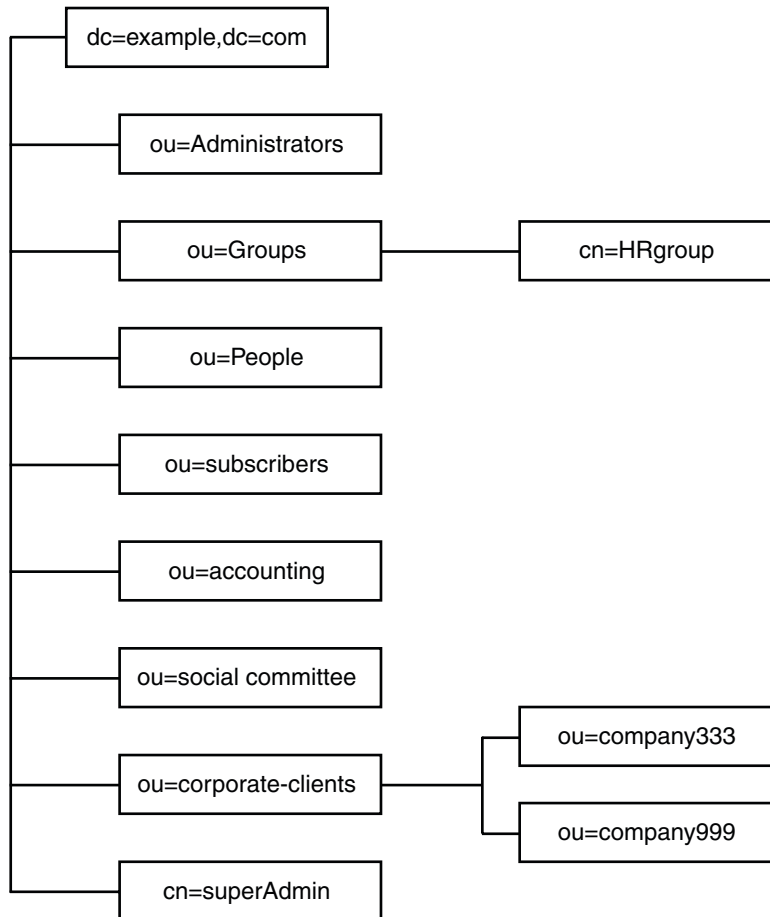 dc=example,dc=com
ou=Administrators
ou=Groups
cn=HRgroup
ou=People
ou=subscribers
ou=accounting
ou=social committee
ou=company333
ou=corporate-clients
ou=company999
cn=superAdmin